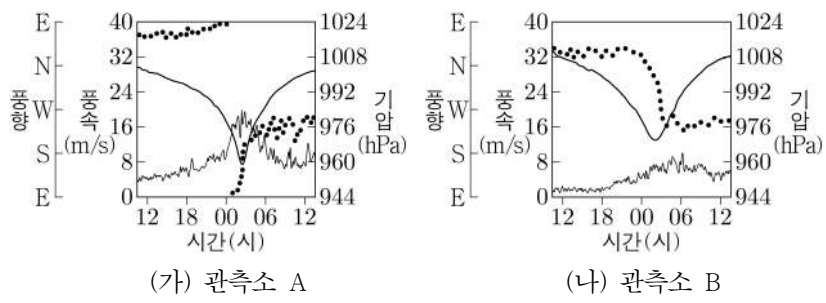 E 40 1024 E 40 1024
32 1008 32 1008
N N
24 992 24 992
풍향 W 풍속 기압 풍향 W 풍속 기압
16 976 16 976
(m/s) (hPa) (m/s) (hPa)
S S
8 960 8 960
E 0 944 E 0 944
12 18 00 06 12 12 18 00 06 12
시간(시) 시간(시)
(가) 관측소 A (나) 관측소 B